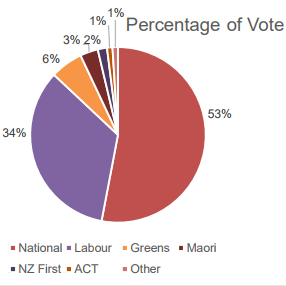 1% 1%
Percentage of Vote
3% 2%
6%
53%
34%
National Labour Greens Maori
NZ First ACT Other